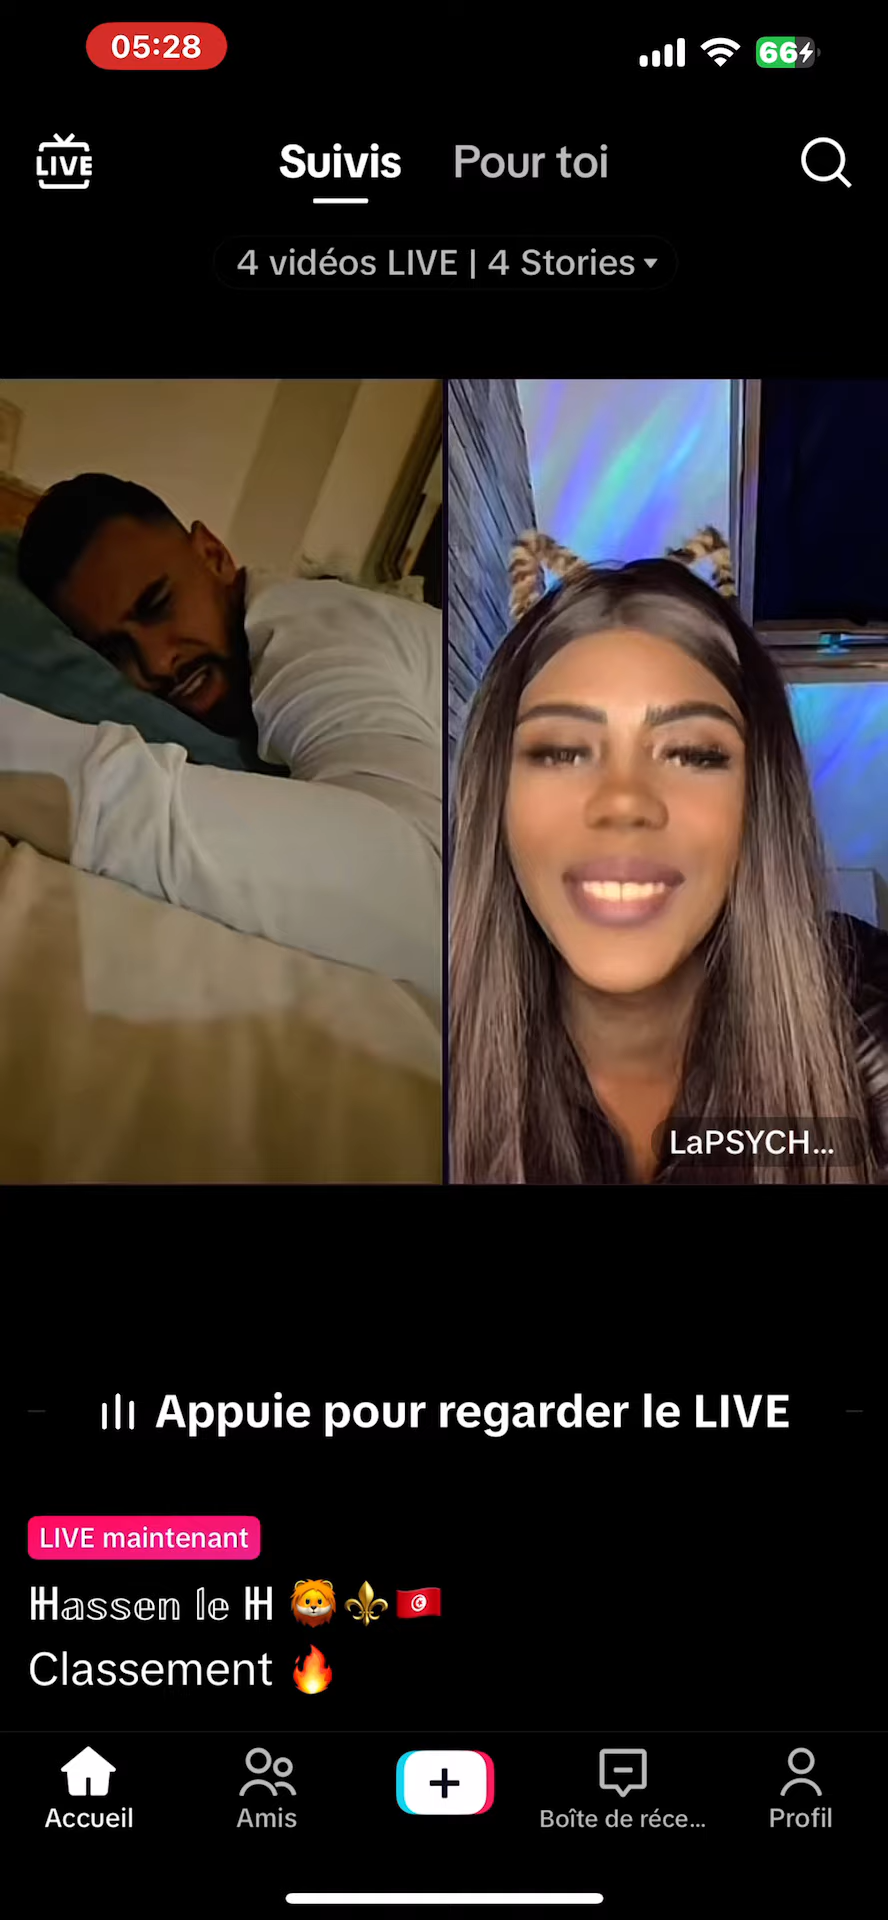 05:28
66
LIVE
Suivis
Pour toi
4 vidéos LIVE | 4 Stories
LaPSYCH...
Appuie pour regarder le LIVE
LIVE maintenant
ℍassen le ℍ 🦁⚜️🇹🇳
Classement 🔥
Accueil
Amis
Boîte de réce...
Profil